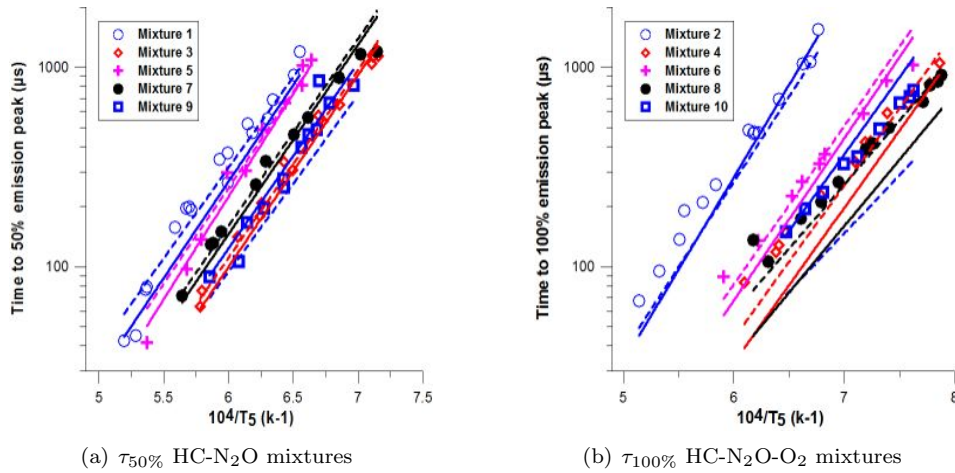 Mixture 1
Mixture 3
Mixture 5
Mixture 7
Mixture 9
1000
100
Time to 50% emission peak (µs)
5 5.5 6 6.5 7 7.5
10⁴/T₅ (k-1)
(a) τ₅₀% HC-N₂O mixtures
Mixture 2
Mixture 4
Mixture 6
Mixture 8
Mixture 10
1000
100
Time to 100% emission peak (µs)
5 6 7 8
10⁴/T₅ (k-1)
(b) τ₁₀₀% HC-N₂O-O₂ mixtures